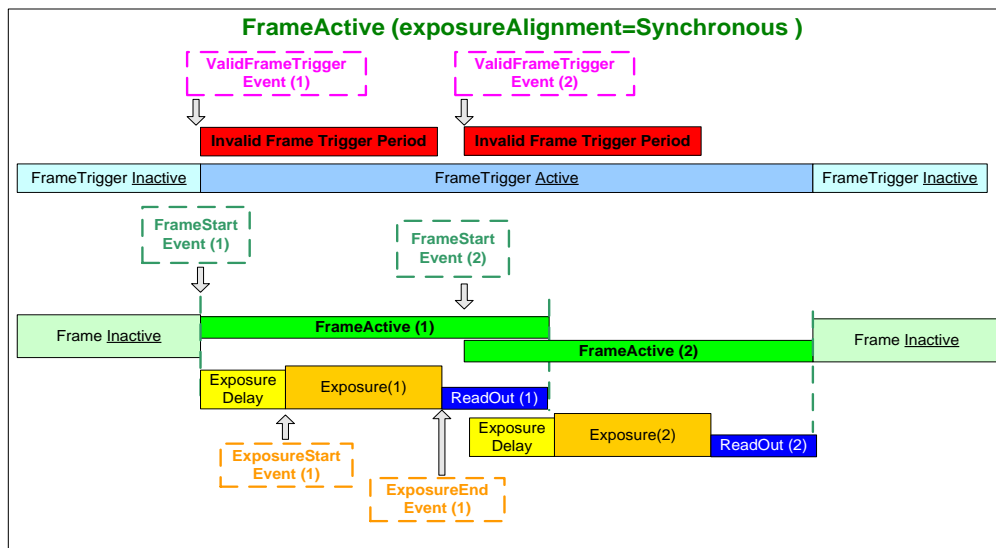 FrameActive (exposureAlignment=Synchronous )
ValidFrameTrigger
Event (1)
ValidFrameTrigger
Event (2)
Invalid Frame Trigger Period
Invalid Frame Trigger Period
FrameTrigger Inactive
FrameTrigger Active
FrameTrigger Inactive
FrameStart
Event (1)
FrameStart
Event (2)
Frame Inactive
FrameActive (1)
FrameActive (2)
Frame Inactive
Exposure
Delay
Exposure(1)
ReadOut (1)
Exposure
Delay
Exposure(2)
ReadOut (2)
ExposureStart
Event (1)
ExposureEnd
Event (1)